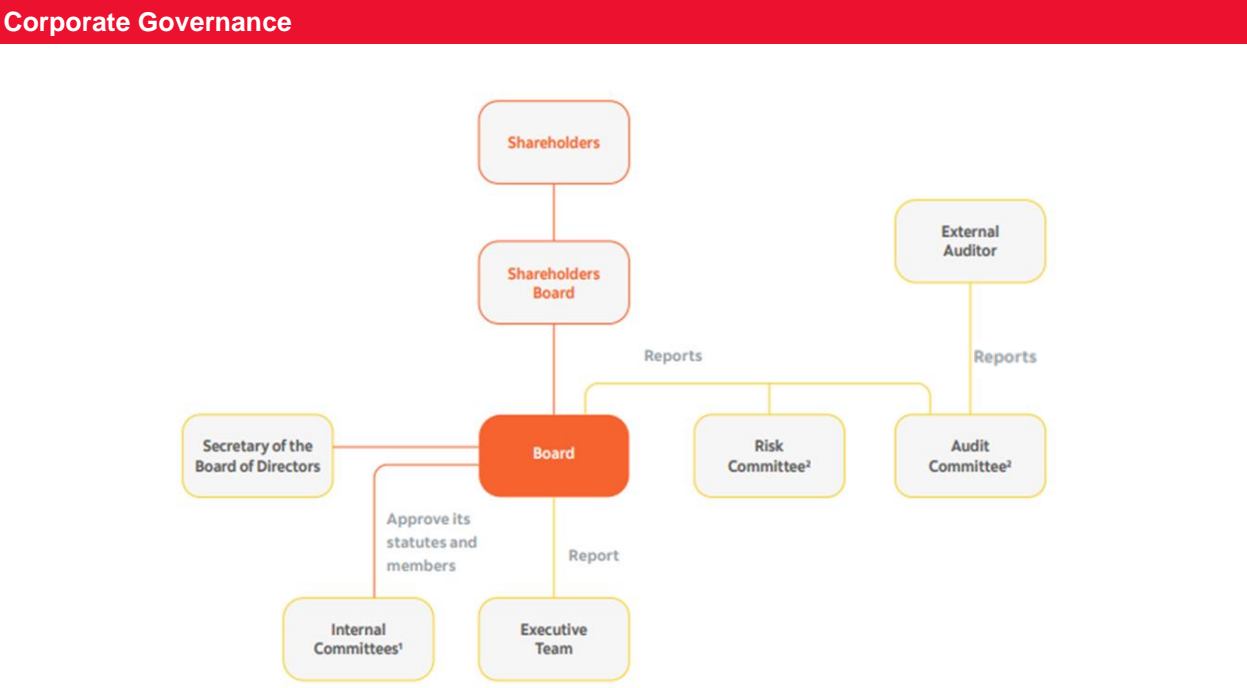 Corporate Governance
Shareholders
External
Auditor
Shareholders
Board
Reports
Reports
Secretary of the
Board of Directors
Board
Risk
Committee²
Audit
Committee²
Approve its
statutes and
members
Report
Internal
Committees¹
Executive
Team